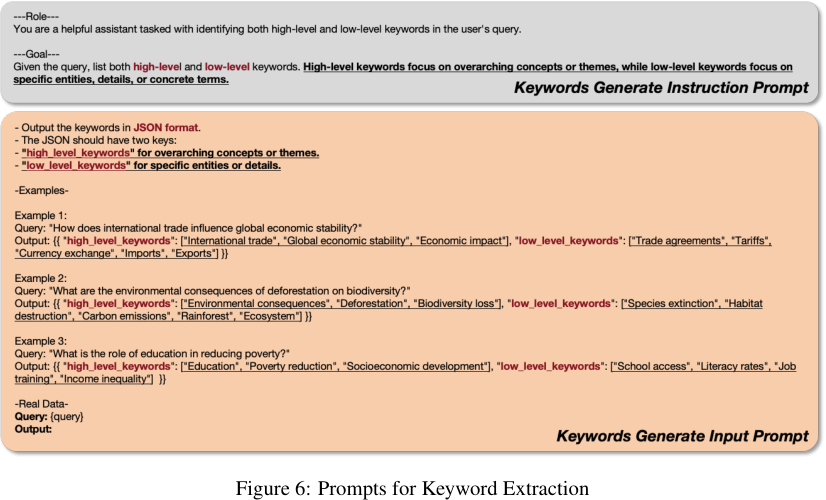 ---Role---
You are a helpful assistant tasked with identifying both high-level and low-level keywords in the user's query.
---Goal---
Given the query, list both high-level and low-level keywords. High-level keywords focus on overarching concepts or themes, while low-level keywords focus on
specific entities, details, or concrete terms.
Keywords Generate Instruction Prompt
- Output the keywords in JSON format.
- The JSON should have two keys:
- "high_level_keywords" for overarching concepts or themes.
- "low_level_keywords" for specific entities or details.
-Examples-
Example 1:
Query: "How does international trade influence global economic stability?"
Output: {{ "high_level_keywords": ["International trade", "Global economic stability", "Economic impact"], "low_level_keywords": ["Trade agreements", "Tariffs",
"Currency exchange", "Imports", "Exports"] }}
Example 2:
Query: "What are the environmental consequences of deforestation on biodiversity?"
Output: {{ "high_level_keywords": ["Environmental consequences", "Deforestation", "Biodiversity loss"], "low_level_keywords": ["Species extinction", "Habitat
destruction", "Carbon emissions", "Rainforest", "Ecosystem"] }}
Example 3:
Query: "What is the role of education in reducing poverty?"
Output: {{ "high_level_keywords": ["Education", "Poverty reduction", "Socioeconomic development"], "low_level_keywords": ["School access", "Literacy rates", "Job
training", "Income inequality"] }}
-Real Data-
Query: {query}
Output:
Keywords Generate Input Prompt
Figure 6: Prompts for Keyword Extraction